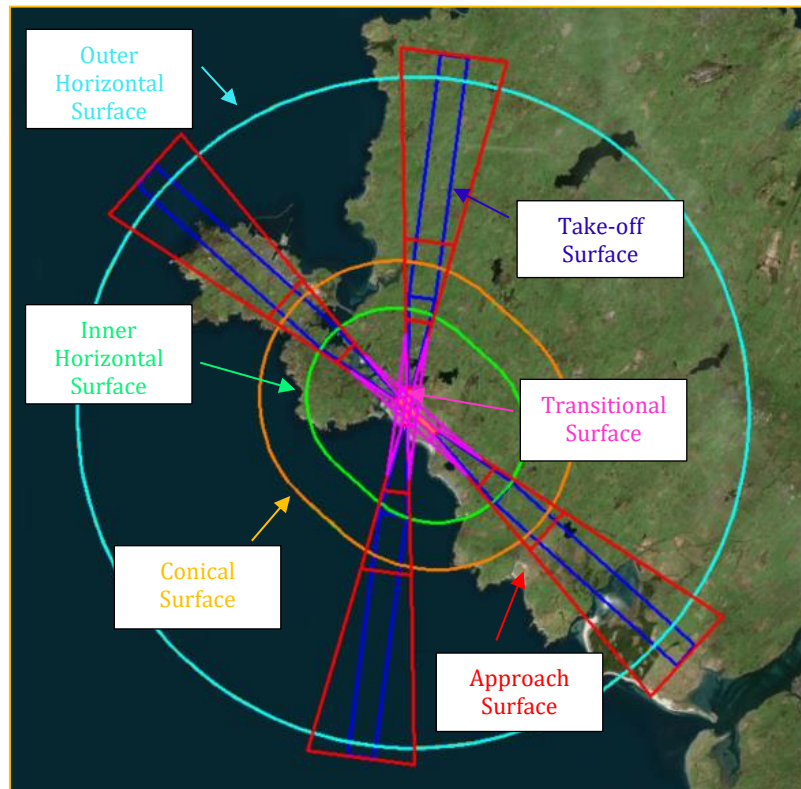 Outer
Horizontal
Surface
Take-off
Surface
Inner
Horizontal
Surface
Transitional
Surface
Conical
Surface
Approach
Surface